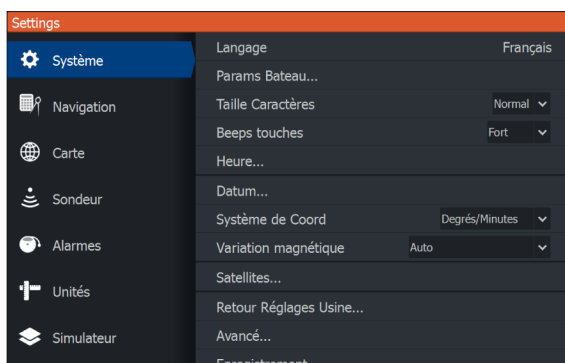 Settings
Système
Navigation
Carte
Sondeur
Alarmes
Unités
Simulateur
Langage Français
Params Bateau...
Taille Caractères Normal
Beeps touches Fort
Heure...
Datum...
Système de Coord Degrés/Minutes
Variation magnétique Auto
Satellites...
Retour Réglages Usine...
Avancé...
Enregistrement